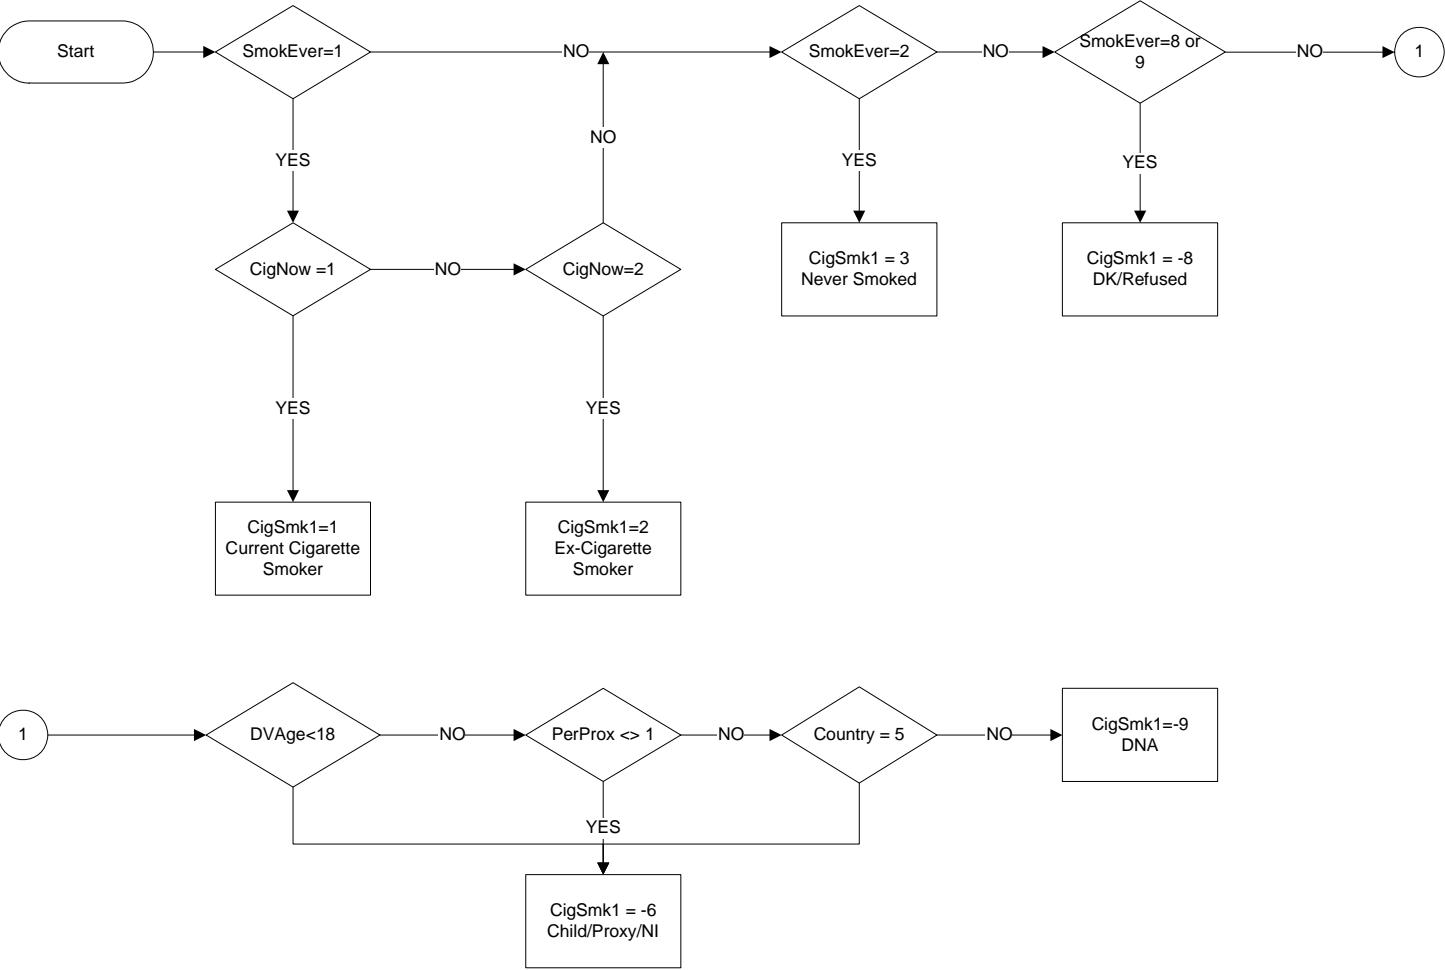 Start
SmokEver=1
NO
SmokEver=2
NO
SmokEver=8 or
9
NO
1
YES
NO
YES
YES
CigNow =1
NO
CigNow=2
CigSmk1 = 3
Never Smoked
CigSmk1 = -8
DK/Refused
YES
YES
CigSmk1=1
Current Cigarette
Smoker
CigSmk1=2
Ex-Cigarette
Smoker
1
DVAge<18
NO
PerProx <> 1
NO
Country = 5
NO
CigSmk1=-9
DNA
YES
CigSmk1 = -6
Child/Proxy/NI